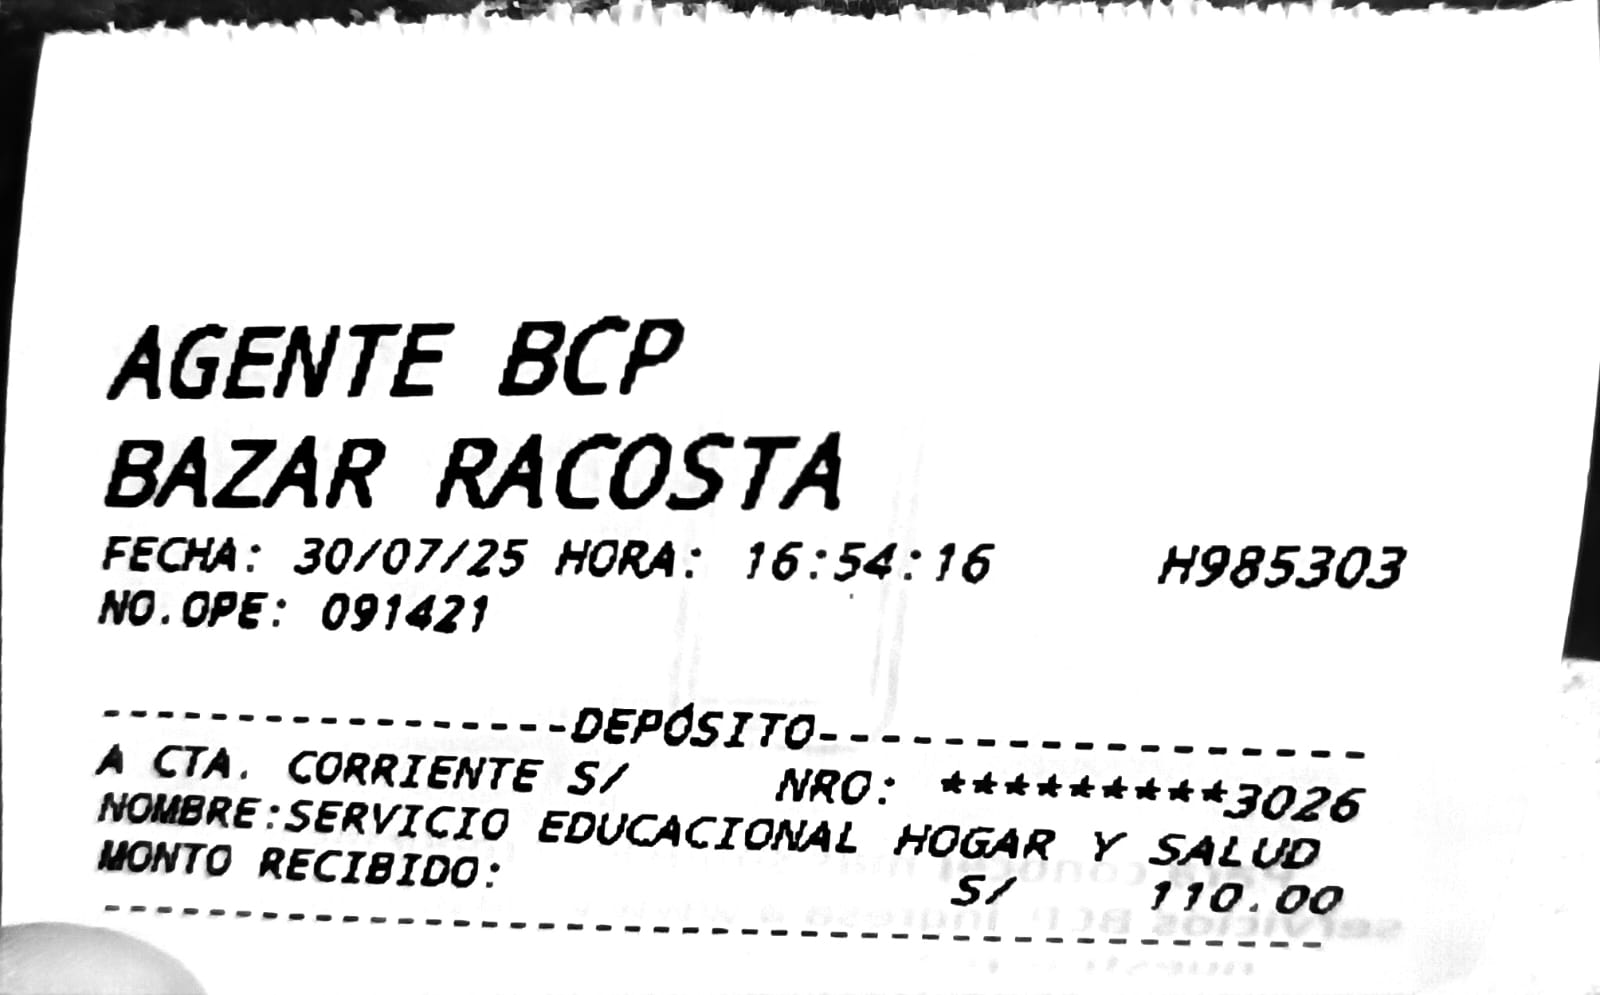 AGENTE BCP
BAZAR RACOSTA
FECHA: 30/07/25 HORA: 16:54:16 H985303
NO.OPE: 091421
------------------DEPÓSITO------------------
A CTA. CORRIENTE S/ NRO: *********3026
NOMBRE:SERVICIO EDUCACIONAL HOGAR Y SALUD
MONTO RECIBIDO: S/ 110.00
--------------------------------------------